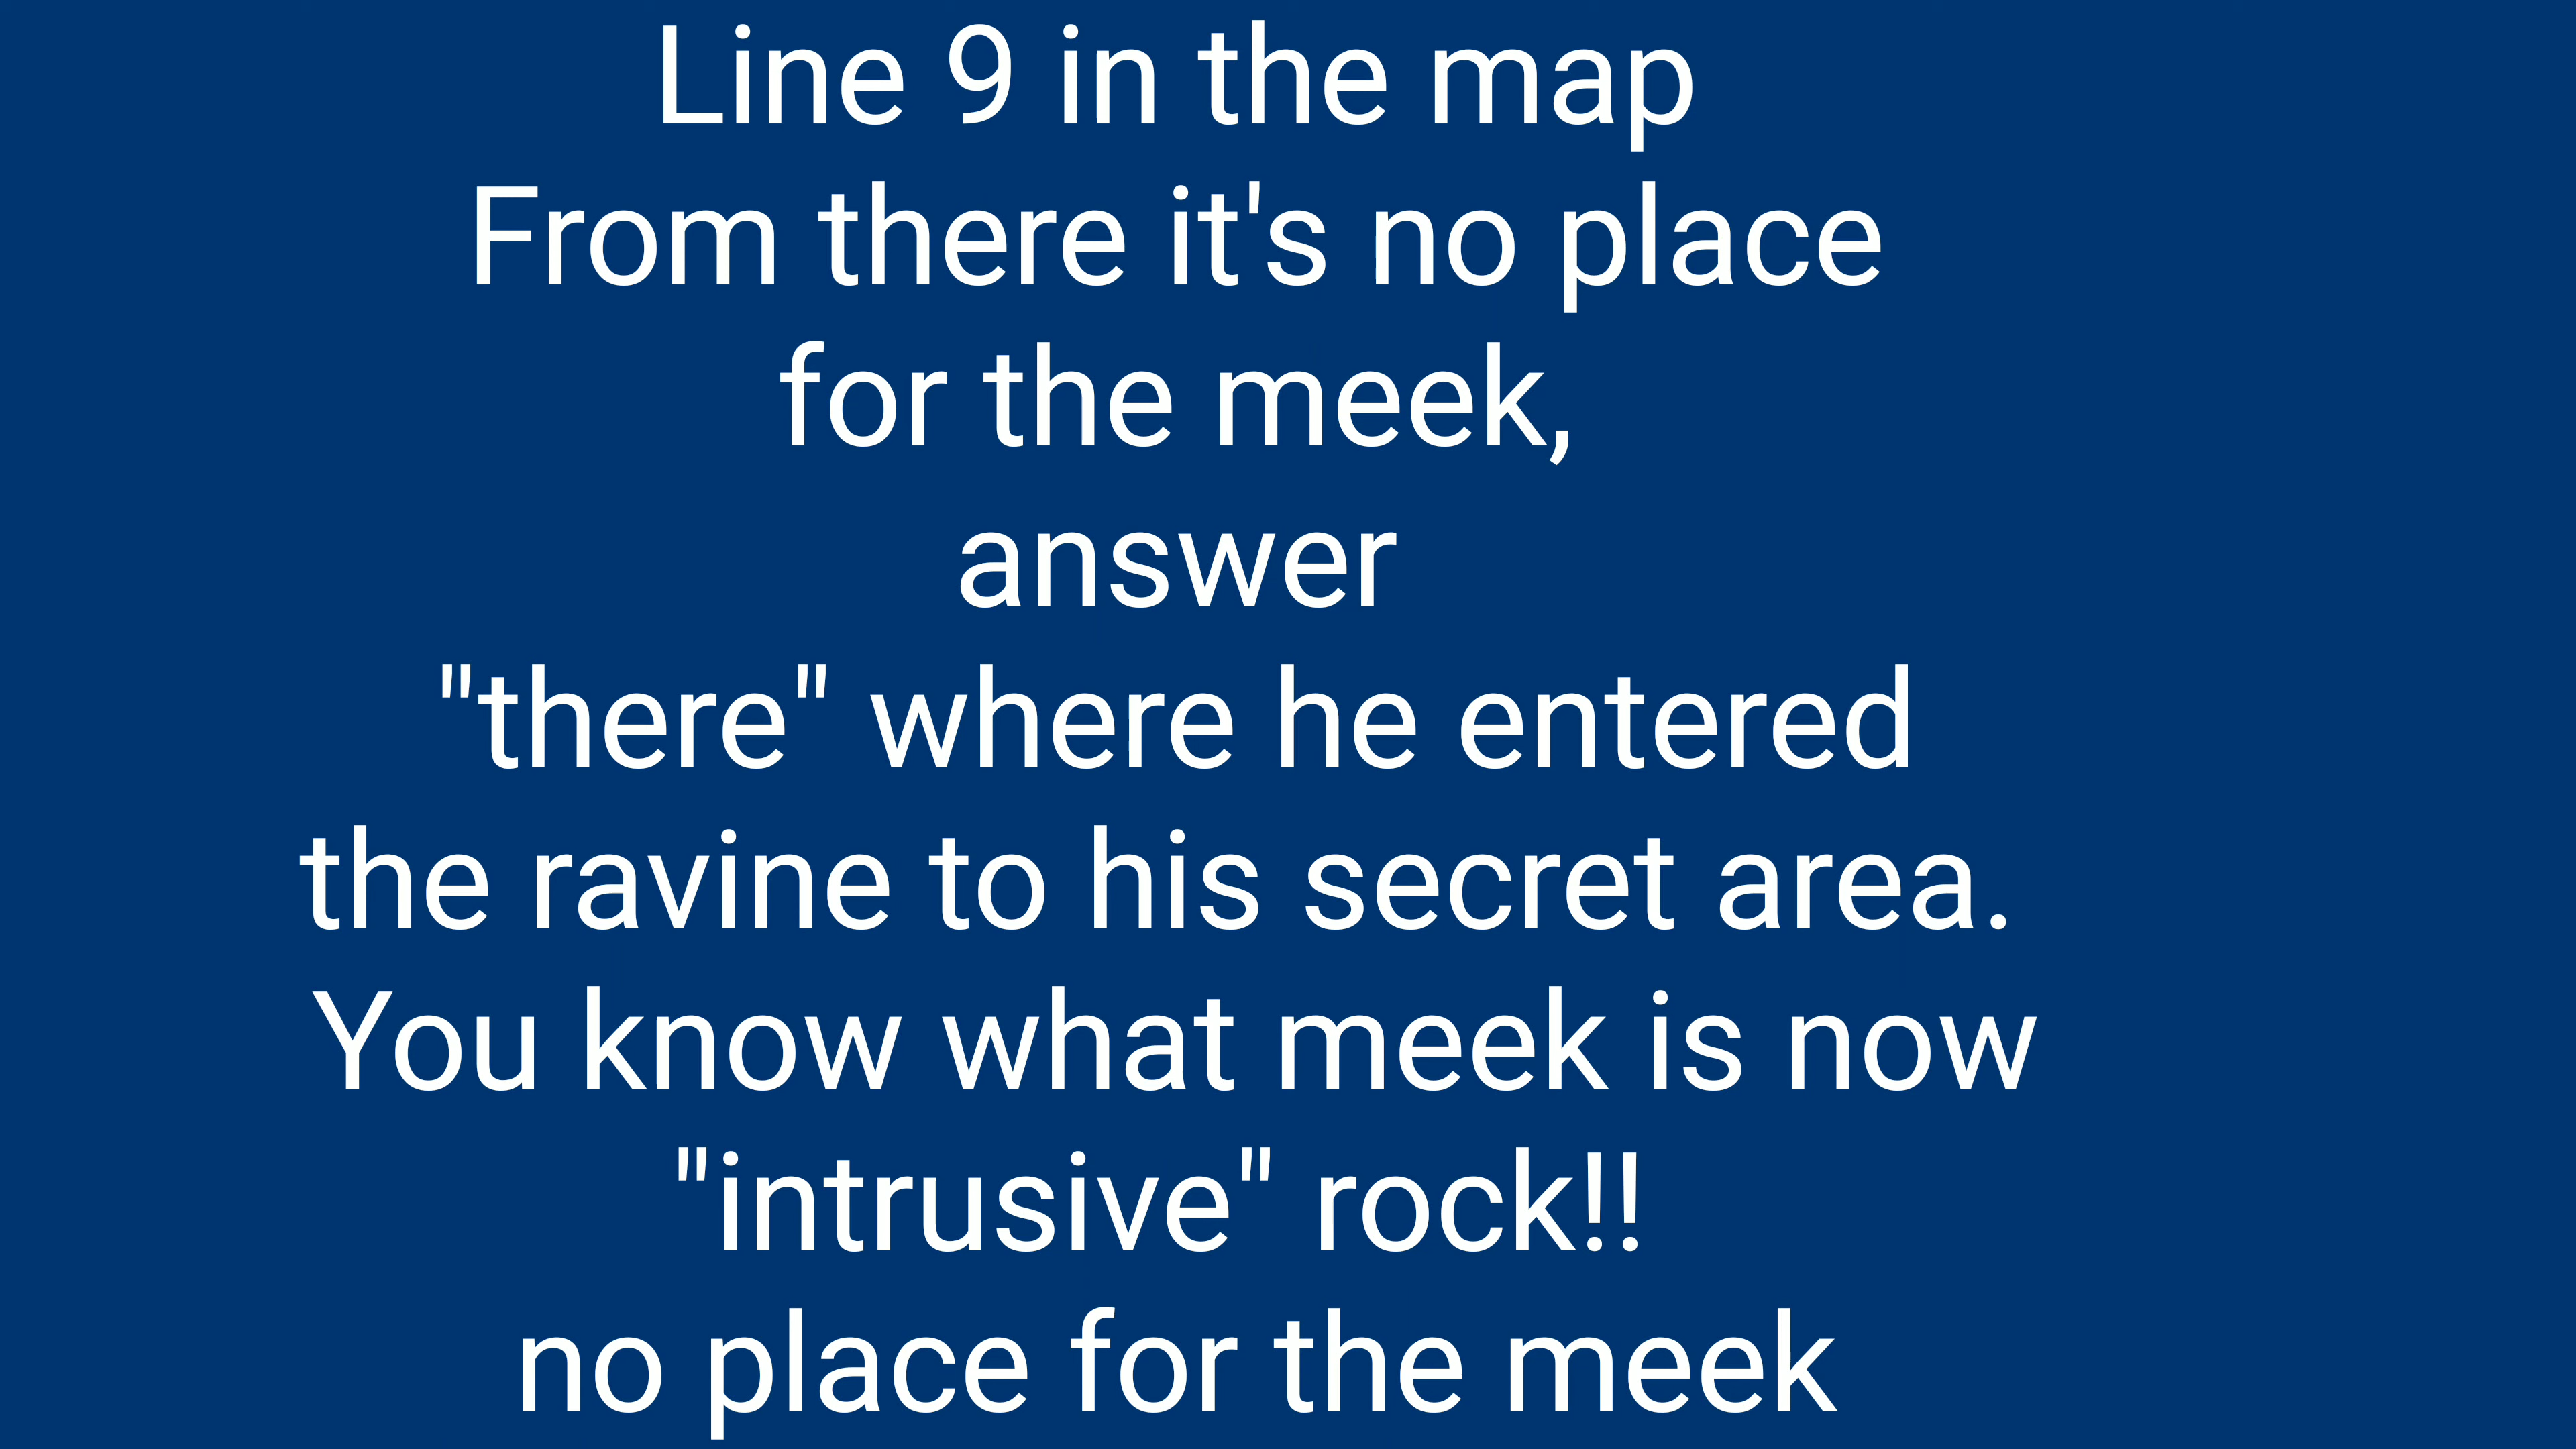 Line 9 in the map
From there it's no place
for the meek,
answer
"there" where he entered
the ravine to his secret area.
You know what meek is now
"intrusive" rock!!
no place for the meek